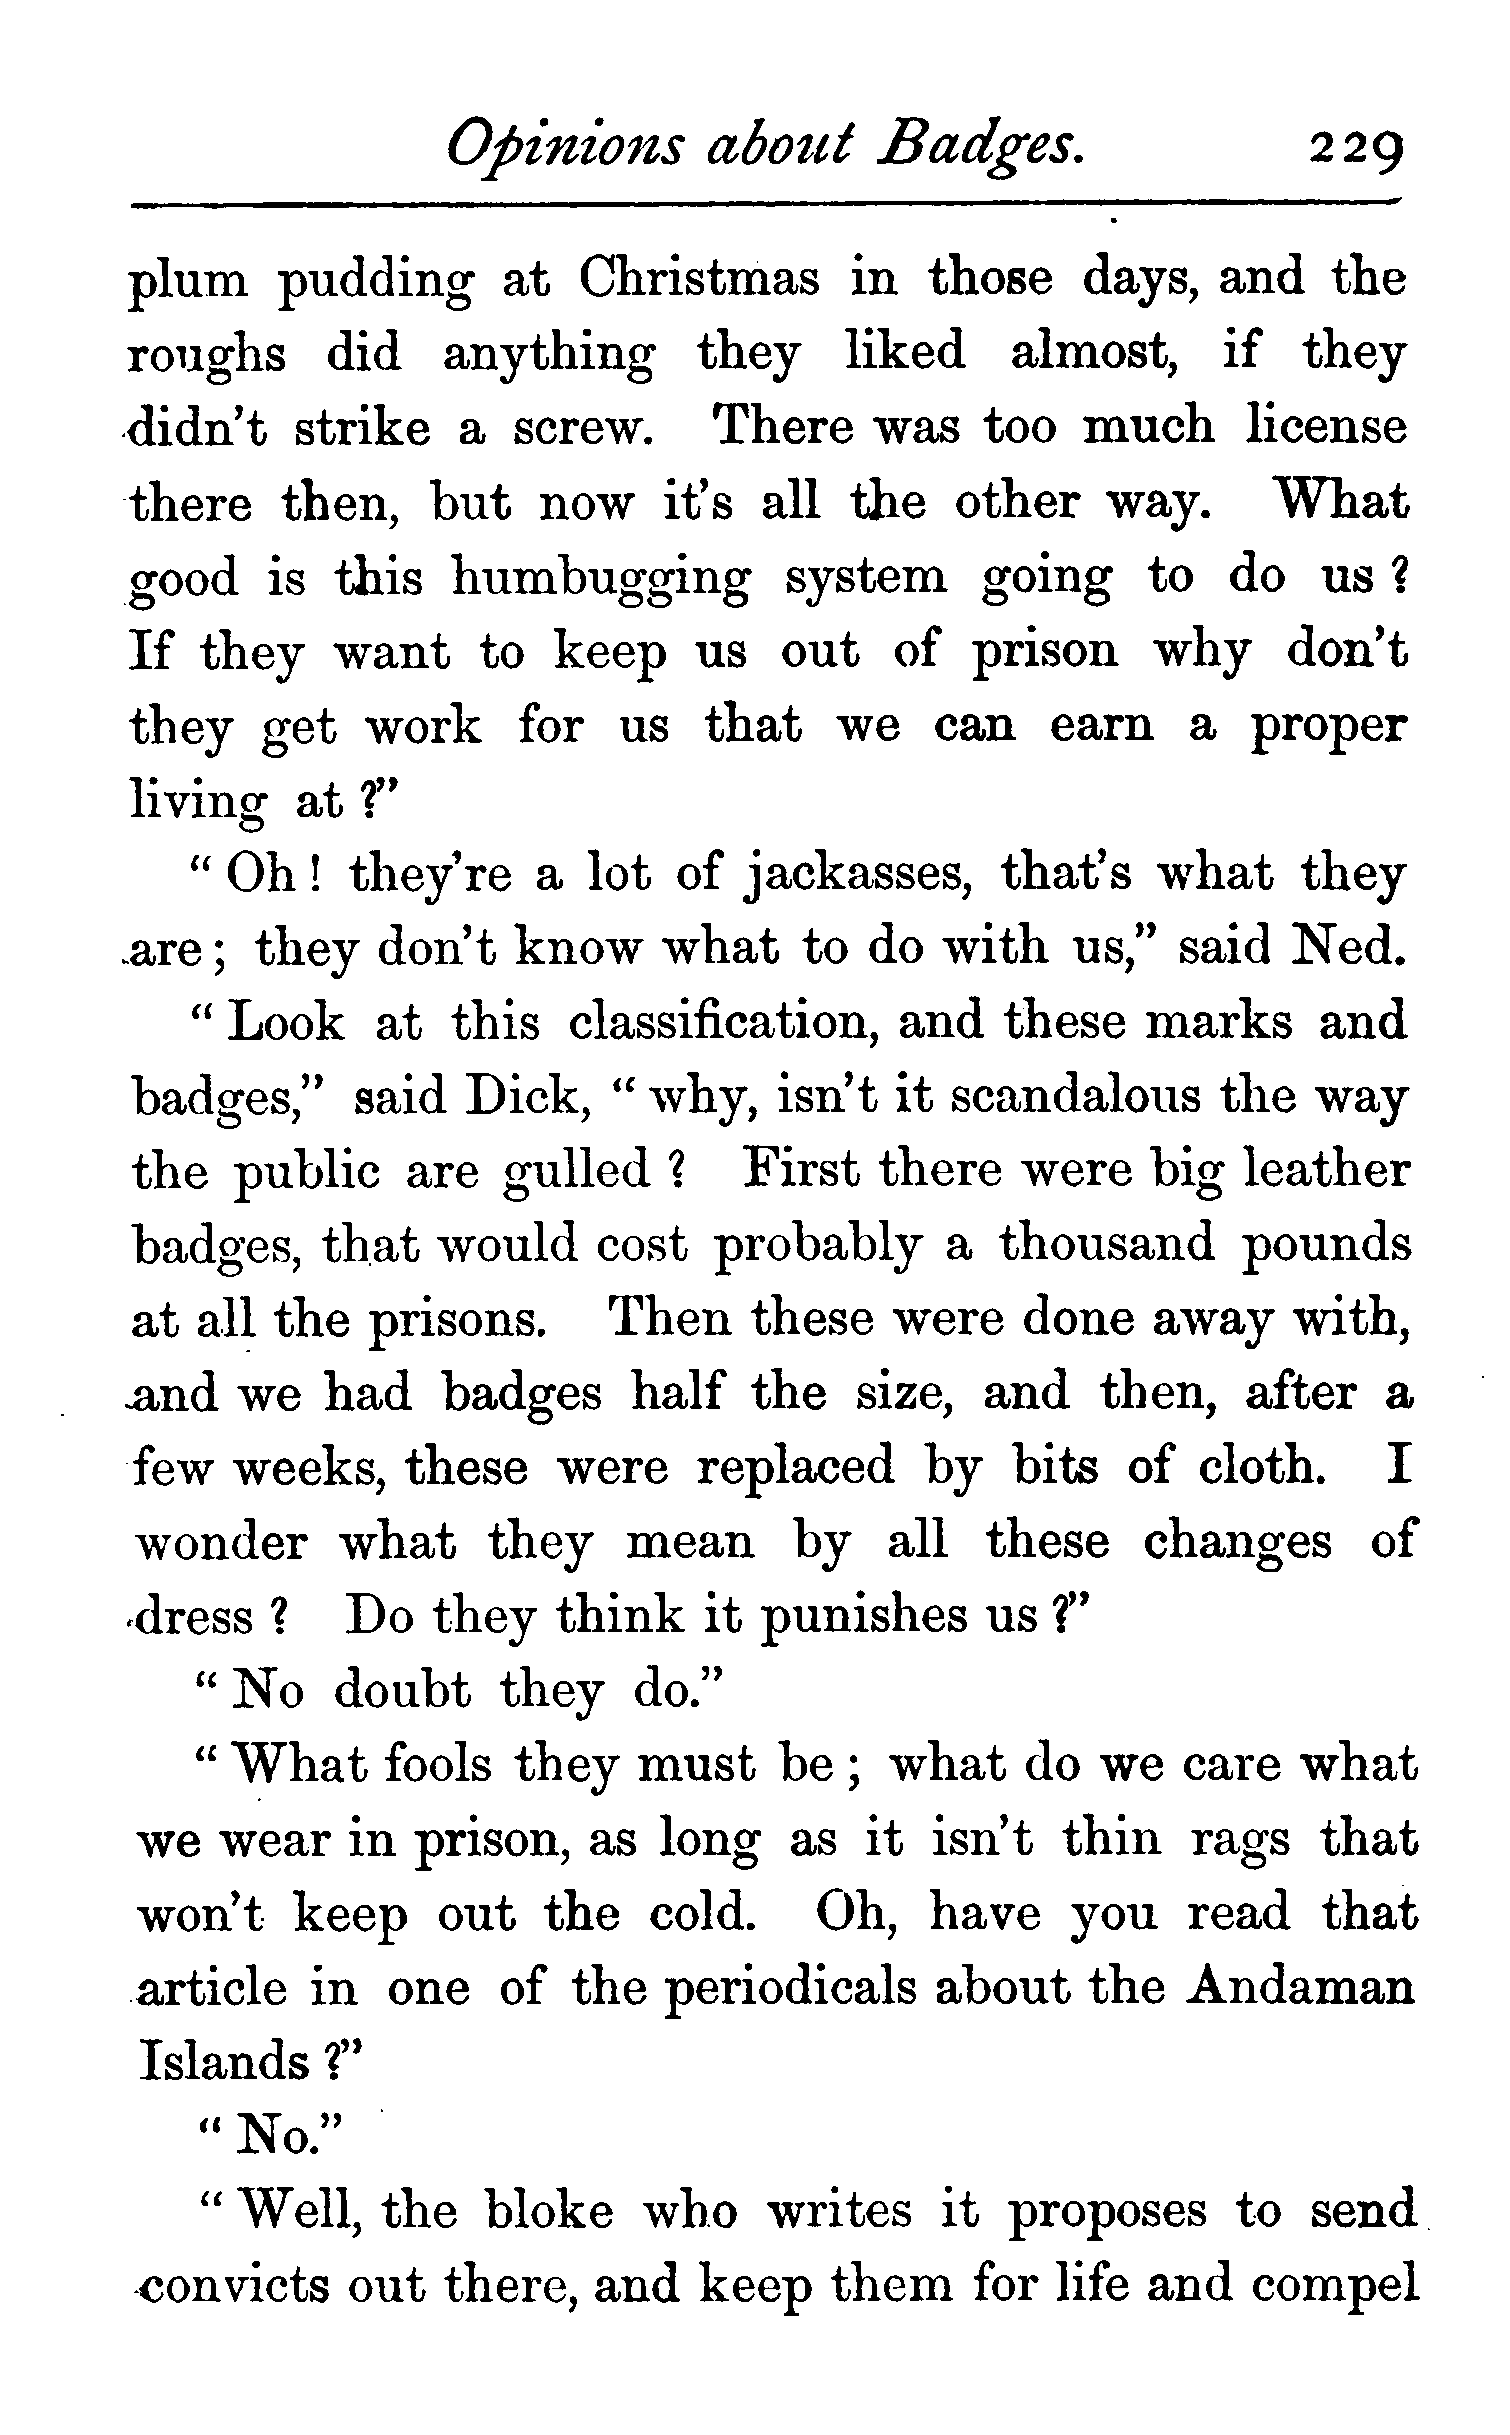 Opinions about Badges. 229
plum pudding at Christmas in those days, and the
roughs did anything they liked almost, if they
didn't strike a screw. There was too much license
there then, but now it's all the other way. What
good is this humbugging system going to do us ?
If they want to keep us out of prison why don't
they get work for us that we can earn a proper
living at ?"
" Oh ! they're a lot of jackasses, that's what they
are ; they don't know what to do with us," said Ned.
" Look at this classification, and these marks and
badges," said Dick, " why, isn't it scandalous the way
the public are gulled ? First there were big leather
badges, that would cost probably a thousand pounds
at all the prisons. Then these were done away with,
and we had badges half the size, and then, after a
few weeks, these were replaced by bits of cloth. I
wonder what they mean by all these changes of
dress ? Do they think it punishes us ?"
" No doubt they do."
" What fools they must be ; what do we care what
we wear in prison, as long as it isn't thin rags that
won't keep out the cold. Oh, have you read that
article in one of the periodicals about the Andaman
Islands ?"
" No."
" Well, the bloke who writes it proposes to send
convicts out there, and keep them for life and compel